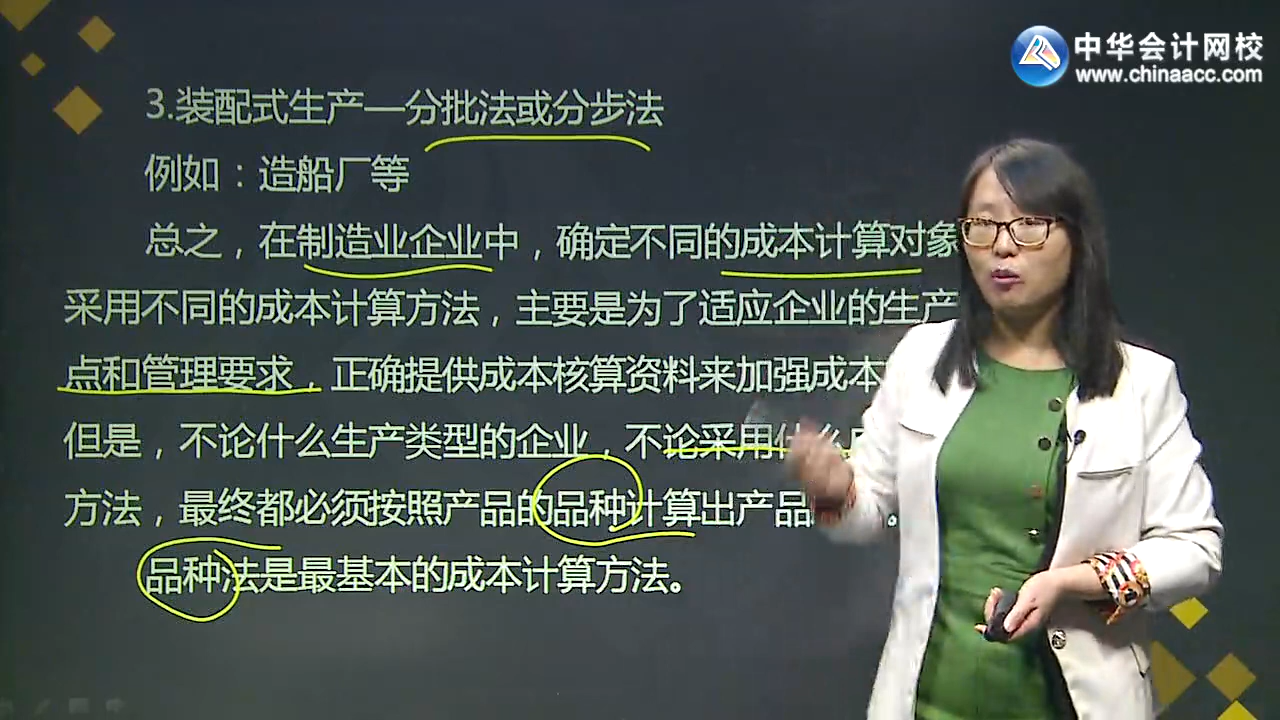 中华会计网校
www.chinaacc.com
3.装配式生产—分批法或分步法
例如：造船厂等
总之，在制造业企业中，确定不同的成本计算对象
采用不同的成本计算方法，主要是为了适应企业的生产
点和管理要求，正确提供成本核算资料来加强成本
但是，不论什么生产类型的企业，不论采用什么
方法，最终都必须按照产品的品种计算出产品
品种法是最基本的成本计算方法。